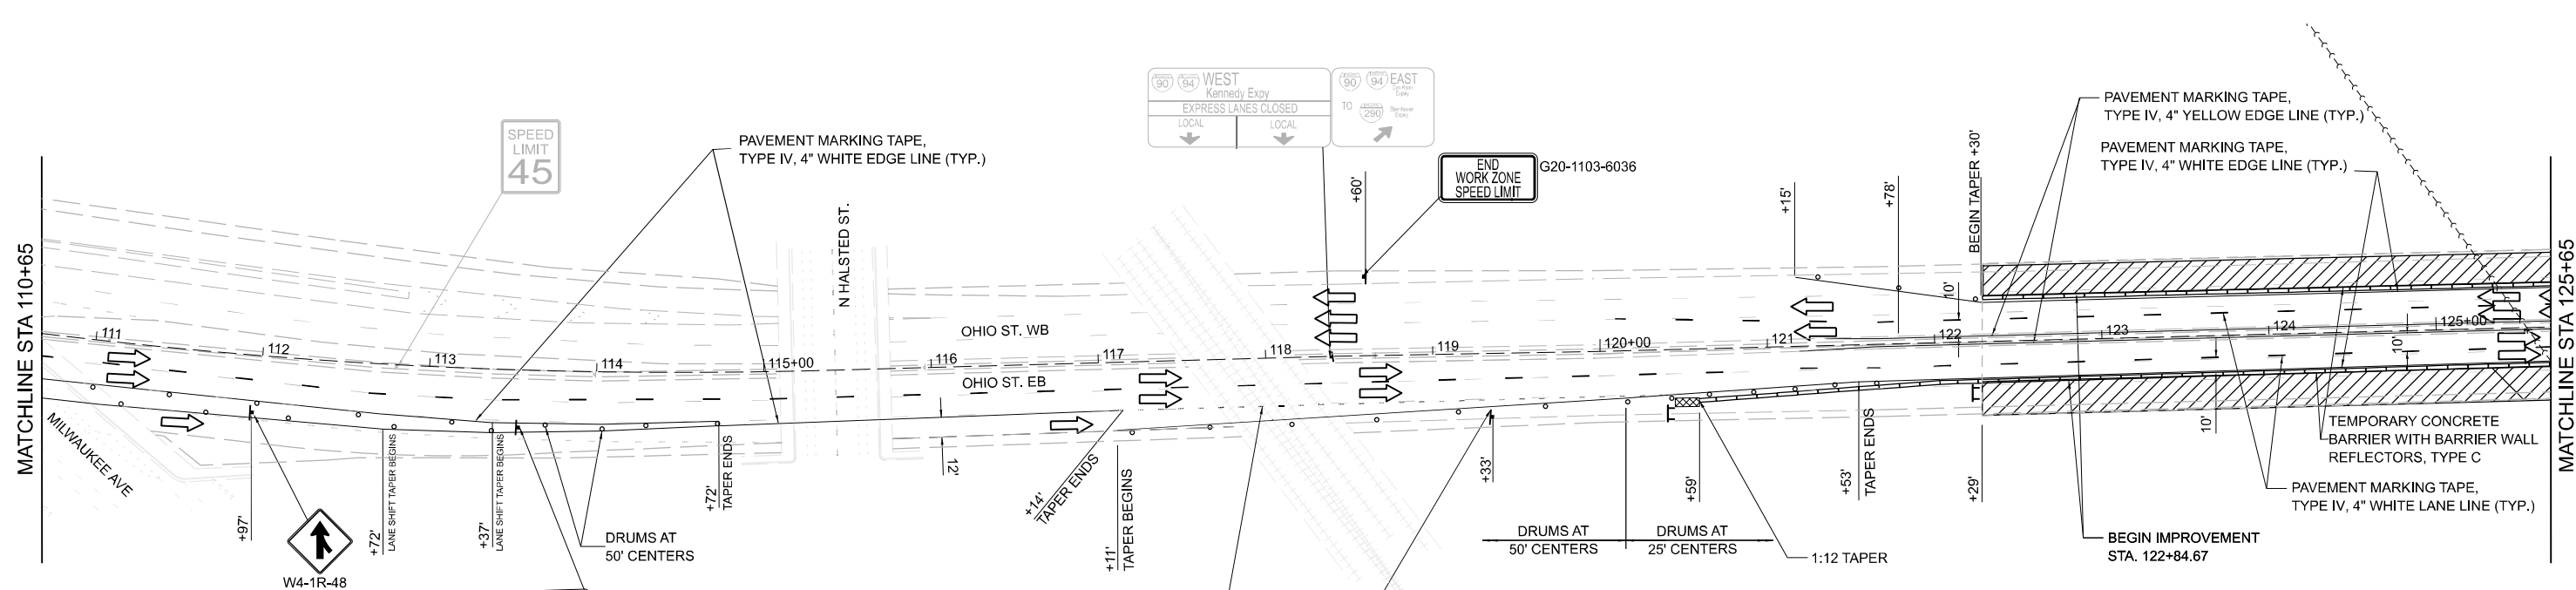 MATCHLINE STA 110+65
MILWAUKEE AVE
SPEED
LIMIT
45
PAVEMENT MARKING TAPE,
TYPE IV, 4" WHITE EDGE LINE (TYP.)
N HALSTED ST.
90 94 WEST
Kennedy Expy
EXPRESS LANES CLOSED
LOCAL
LOCAL
90 94 EAST
TO
290
END
WORK ZONE
SPEED LIMIT
G20-1103-6036
+60'
+15'
+78'
BEGIN TAPER +30'
PAVEMENT MARKING TAPE,
TYPE IV, 4" YELLOW EDGE LINE (TYP.)
PAVEMENT MARKING TAPE,
TYPE IV, 4" WHITE EDGE LINE (TYP.)
MATCHLINE STA 125+65
111
112
113
114
115+00
116
117
118
119
120+00
121
122
123
124
125+00
OHIO ST. WB
OHIO ST. EB
10'
10'
10'
12'
+97'
W4-1R-48
+72'
LANE SHIFT TAPER BEGINS
+37'
LANE SHIFT TAPER BEGINS
DRUMS AT
50' CENTERS
+72'
TAPER ENDS
+14'
TAPER ENDS
+11'
TAPER BEGINS
+33'
DRUMS AT
50' CENTERS
DRUMS AT
25' CENTERS
+59'
1:12 TAPER
+53'
TAPER ENDS
+29'
TEMPORARY CONCRETE
BARRIER WITH BARRIER WALL
REFLECTORS, TYPE C
PAVEMENT MARKING TAPE,
TYPE IV, 4" WHITE LANE LINE (TYP.)
BEGIN IMPROVEMENT
STA. 122+84.67